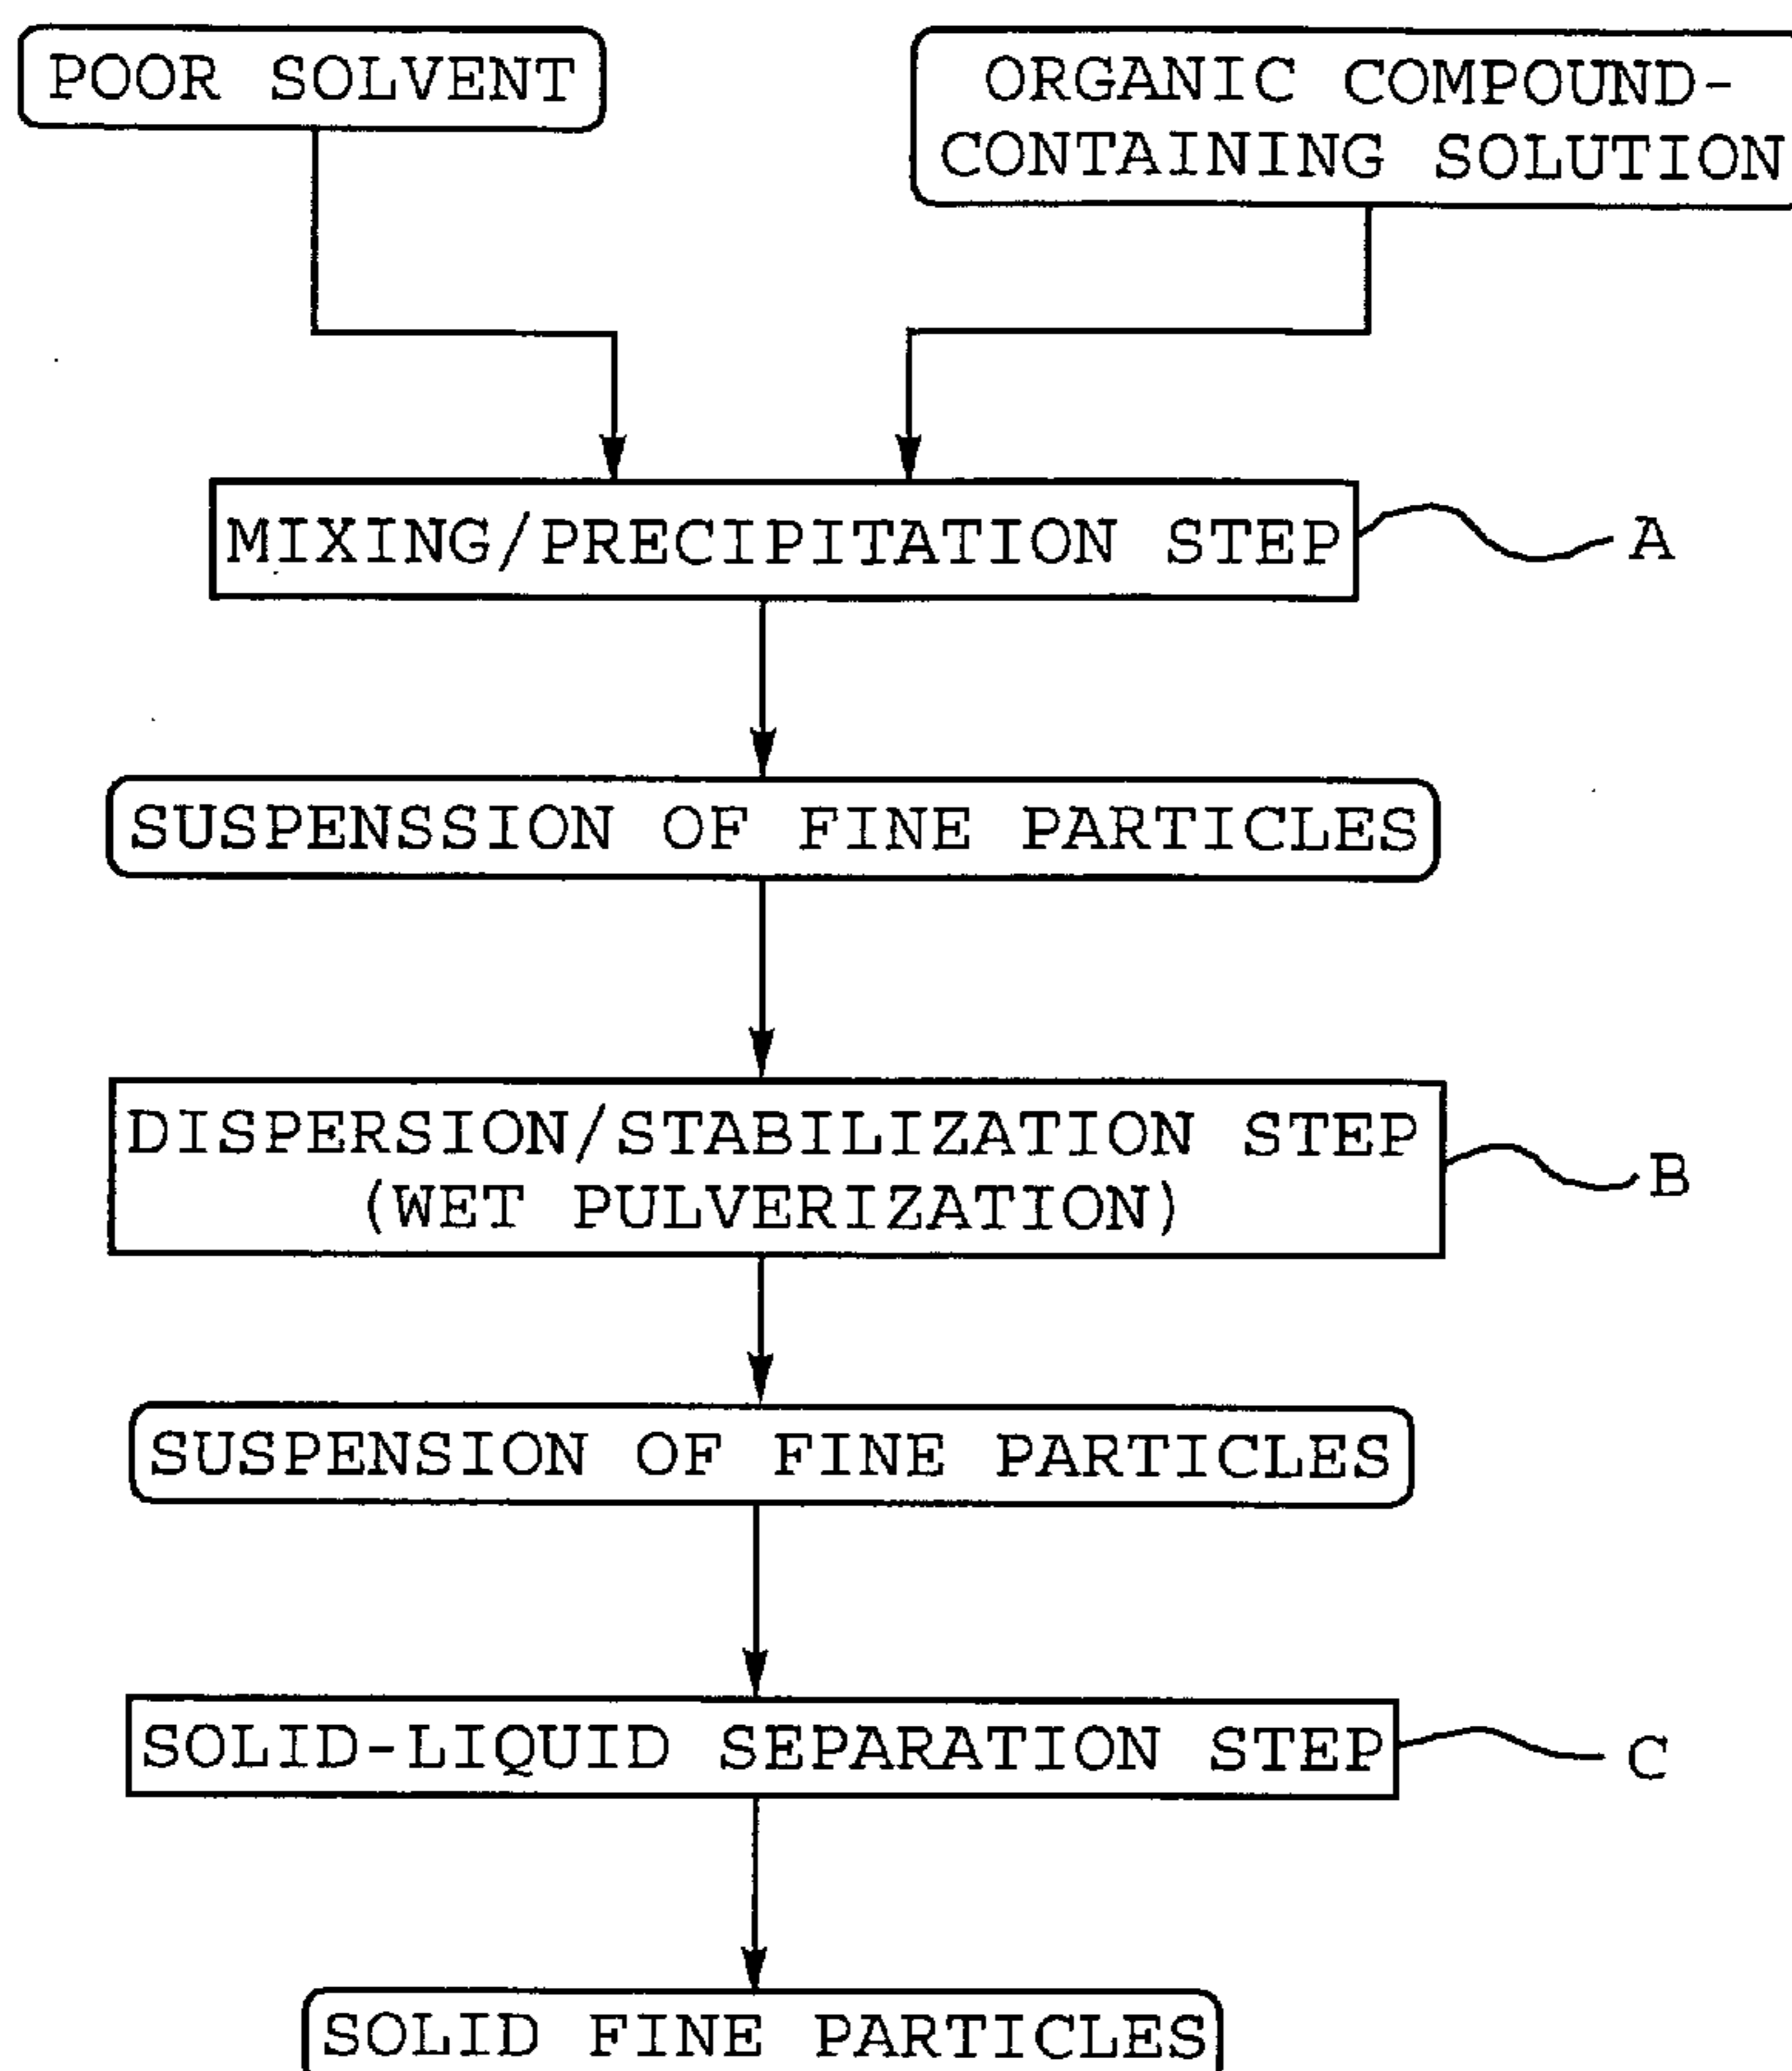 POOR SOLVENT
ORGANIC COMPOUND-
CONTAINING SOLUTION
MIXING/PRECIPITATION STEP
A
SUSPENSSION OF FINE PARTICLES
DISPERSION/STABILIZATION STEP
(WET PULVERIZATION)
B
SUSPENSION OF FINE PARTICLES
SOLID-LIQUID SEPARATION STEP
C
SOLID FINE PARTICLES